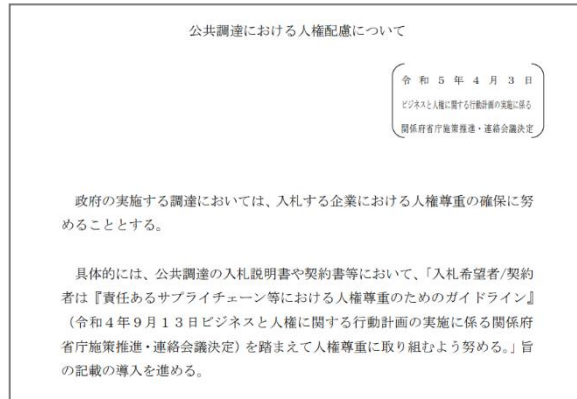 公共調達における人権配慮について
令和5年4月3日
ビジネスと人権に関する行動計画の実施に係る
関係府省庁施策推進・連絡会議決定
政府の実施する調達においては、入札する企業における人権尊重の確保に努
めることとする。
具体的には、公共調達の入札説明書や契約書等において、「入札希望者/契約
者は『責任あるサプライチェーン等における人権尊重のためのガイドライン』
（令和4年9月13日ビジネスと人権に関する行動計画の実施に係る関係府
省庁施策推進・連絡会議決定）を踏まえて人権尊重に取り組むよう努める。」旨
の記載の導入を進める。